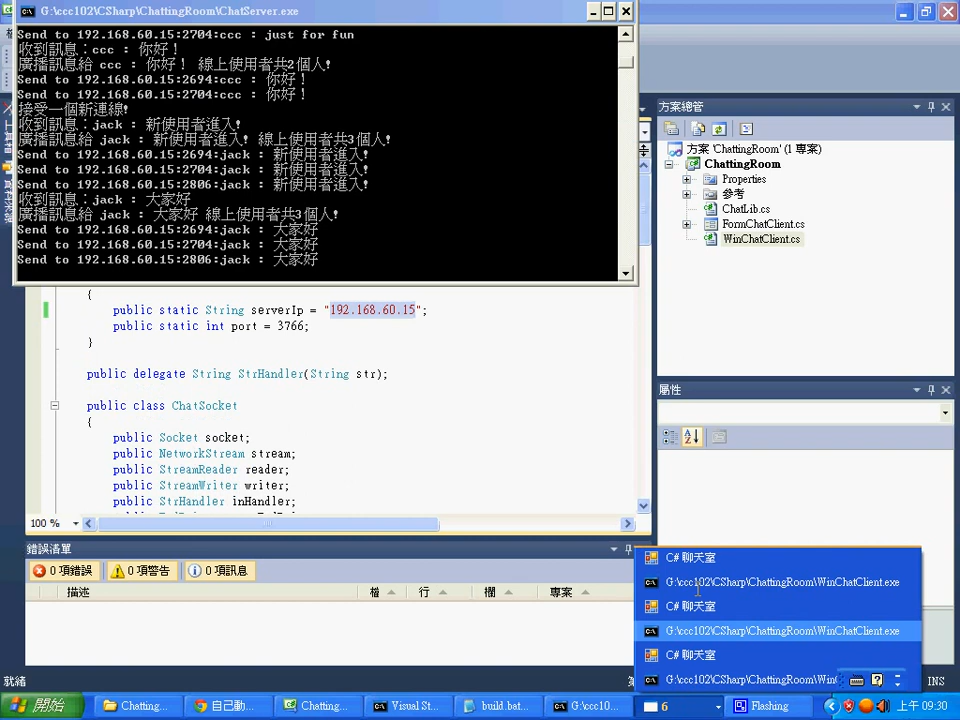 G:\ccc102\CSharp\ChattingRoom\ChatServer.exe
Send to 192.168.60.15:2704:ccc : just for fun
收到訊息：ccc : 你好！
廣播訊息給 ccc : 你好！ 線上使用者共2個人!
Send to 192.168.60.15:2694:ccc : 你好！
Send to 192.168.60.15:2704:ccc : 你好！
接受一個新連線!
收到訊息：jack : 新使用者進入!
廣播訊息給 jack : 新使用者進入! 線上使用者共3個人!
Send to 192.168.60.15:2694:jack : 新使用者進入!
Send to 192.168.60.15:2704:jack : 新使用者進入!
Send to 192.168.60.15:2806:jack : 新使用者進入!
收到訊息：jack : 大家好
廣播訊息給 jack : 大家好 線上使用者共3個人!
Send to 192.168.60.15:2694:jack : 大家好
Send to 192.168.60.15:2704:jack : 大家好
Send to 192.168.60.15:2806:jack : 大家好
{
public static String serverIp = "192.168.60.15";
public static int port = 3766;
}
public delegate String StrHandler(String str);
public class ChatSocket
{
public Socket socket;
public NetworkStream stream;
public StreamReader reader;
public StreamWriter writer;
public StrHandler inHandler;
100 %
方案總管
方案 'ChattingRoom' (1 專案)
ChattingRoom
Properties
參考
ChatLib.cs
FormChatClient.cs
WinChatClient.cs
屬性
錯誤清單
0 項錯誤
0 項警告
0 項訊息
描述
檔
行
欄
專案
C# 聊天室
G:\ccc102\CSharp\ChattingRoom\WinChatClient.exe
C# 聊天室
G:\ccc102\CSharp\ChattingRoom\WinChatClient.exe
C# 聊天室
G:\ccc102\CSharp\ChattingRoom\Win
就緒
INS
開始
Chatting...
自己動...
Chatting...
Visual St...
build.bat...
G:\ccc10...
6
Flashing
上午 09:30